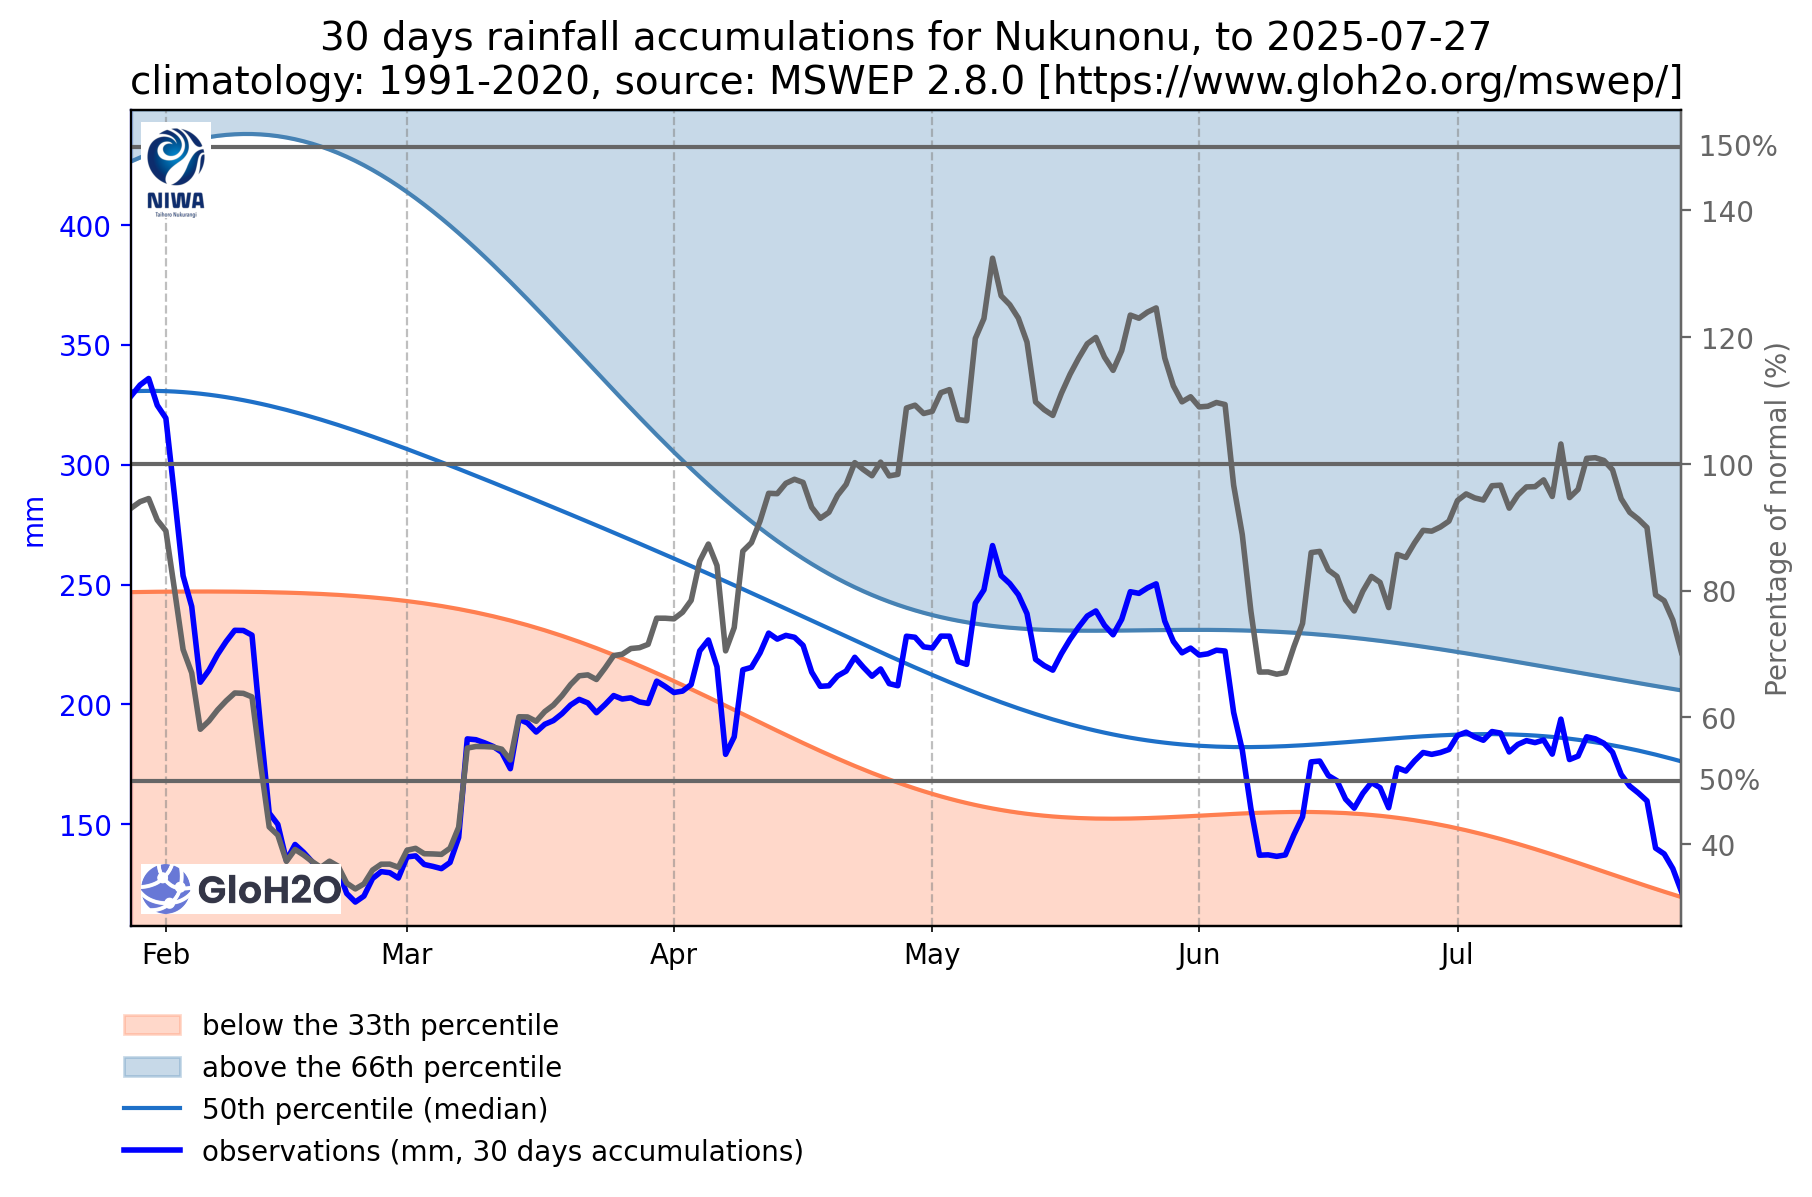 30 days rainfall accumulations for Nukunonu, to 2025-07-27
climatology: 1991-2020, source: MSWEP 2.8.0 [https://www.gloh2o.org/mswep/]
NIWA
Taihoro Nukurangi
400
350
300
250
200
150
mm
150%
140
120
100
80
60
50%
40
Percentage of normal (%)
GloH2O
Feb Mar Apr May Jun Jul
below the 33th percentile
above the 66th percentile
50th percentile (median)
observations (mm, 30 days accumulations)